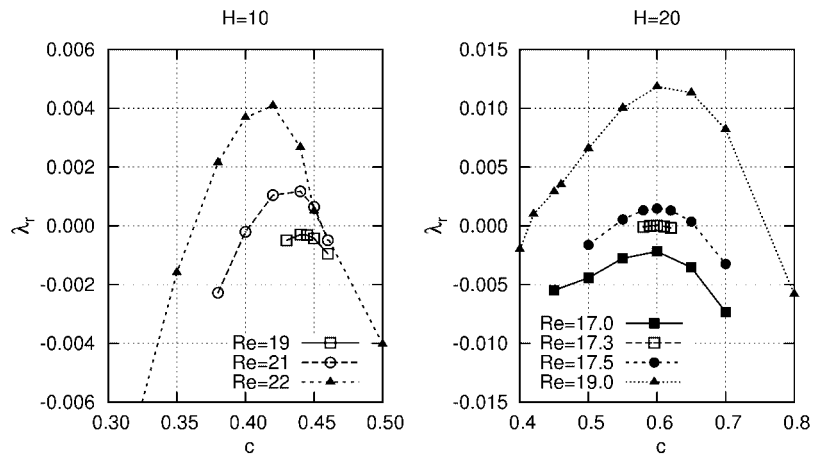 H=10
0.006
0.004
0.002
0.000
-0.002
-0.004
-0.006
λr
0.30
0.35
0.40
0.45
0.50
c
Re=19
Re=21
Re=22
H=20
0.015
0.010
0.005
0.000
-0.005
-0.010
-0.015
λr
0.4
0.5
0.6
0.7
0.8
c
Re=17.0
Re=17.3
Re=17.5
Re=19.0